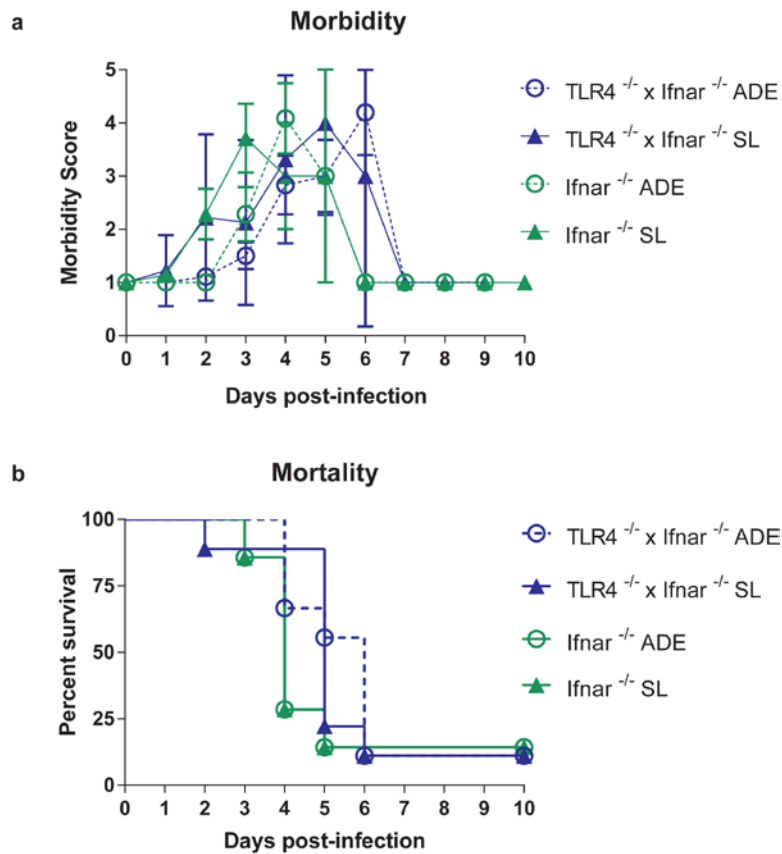 a
Morbidity
5
4
3
2
1
0
Morbidity Score
0 1 2 3 4 5 6 7 8 9 10
Days post-infection
TLR4 -/- x Ifnar -/- ADE
TLR4 -/- x Ifnar -/- SL
Ifnar -/- ADE
Ifnar -/- SL
b
Mortality
100
75
50
25
0
Percent survival
0 1 2 3 4 5 6 7 8 9 10
Days post-infection
TLR4 -/- x Ifnar -/- ADE
TLR4 -/- x Ifnar -/- SL
Ifnar -/- ADE
Ifnar -/- SL